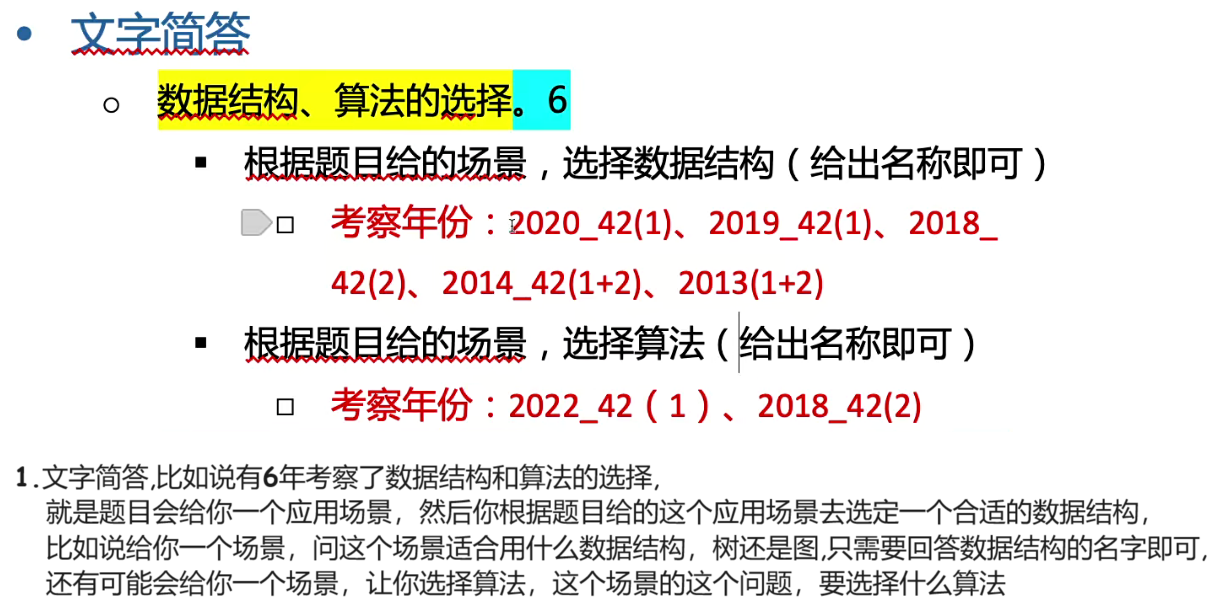 • 文字简答
○ 数据结构、算法的选择。6
▪ 根据题目给的场景，选择数据结构（给出名称即可）
□ 考察年份：2020_42(1)、2019_42(1)、2018_
42(2)、2014_42(1+2)、2013(1+2)
▪ 根据题目给的场景，选择算法（给出名称即可）
□ 考察年份：2022_42（1）、2018_42(2)
1.文字简答,比如说有6年考察了数据结构和算法的选择,
就是题目会给你一个应用场景，然后你根据题目给的这个应用场景去选定一个合适的数据结构，
比如说给你一个场景，问这个场景适合用什么数据结构，树还是图,只需要回答数据结构的名字即可,
还有可能会给你一个场景，让你选择算法，这个场景的这个问题，要选择什么算法